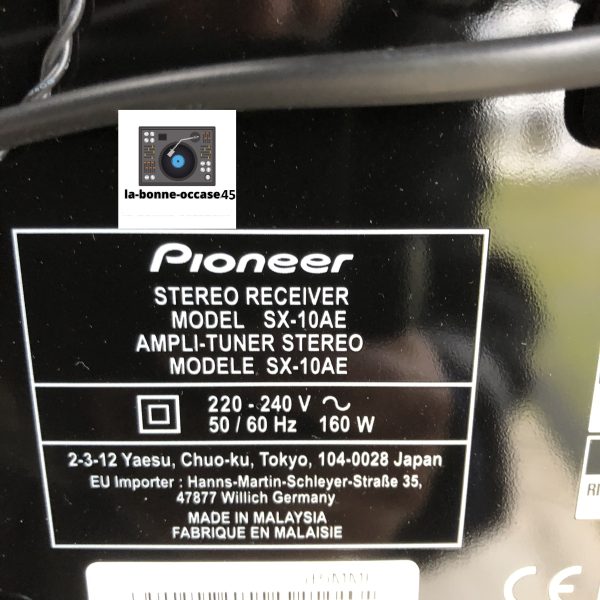 la-bonne-occase45
Pioneer
STEREO RECEIVER
MODEL SX-10AE
AMPLI-TUNER STEREO
MODELE SX-10AE
220 - 240 V ~
50 / 60 Hz 160 W
2-3-12 Yaesu, Chuo-ku, Tokyo, 104-0028 Japan
EU Importer : Hanns-Martin-Schleyer-Straße 35,
47877 Willich Germany
MADE IN MALAYSIA
FABRIQUE EN MALAISIE
CE